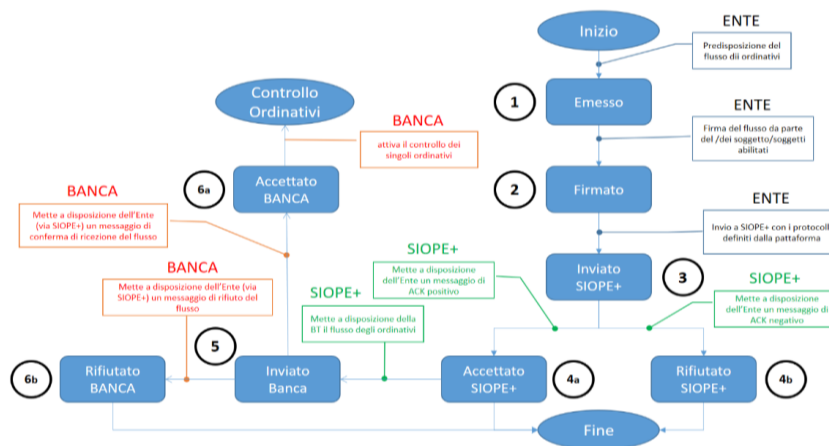 Inizio
ENTE
Predisposizione del
flusso dii ordinativi
1
Emesso
ENTE
Firma del flusso da parte
del /dei soggetto/soggetti
abilitati
2
Firmato
ENTE
Invio a SIOPE+ con i protocolli
definiti dalla piattaforma
Inviato
SIOPE+
3
SIOPE+
Mette a disposizione
dell'Ente un messaggio di
ACK positivo
SIOPE+
Mette a disposizione
dell'Ente un messaggio di
ACK negativo
Controllo
Ordinativi
BANCA
attiva il controllo dei
singoli ordinativi
6a
Accettato
BANCA
BANCA
Mette a disposizione dell'Ente
(via SIOPE+) un messaggio di
conferma di ricezione del flusso
BANCA
Mette a disposizione dell'Ente (via
SIOPE+) un messaggio di rifiuto del
flusso
SIOPE+
Mette a disposizione della
BT il flusso degli ordinativi
5
6b
Rifiutato
BANCA
Inviato
Banca
Accettato
SIOPE+
4a
Rifiutato
SIOPE+
4b
Fine